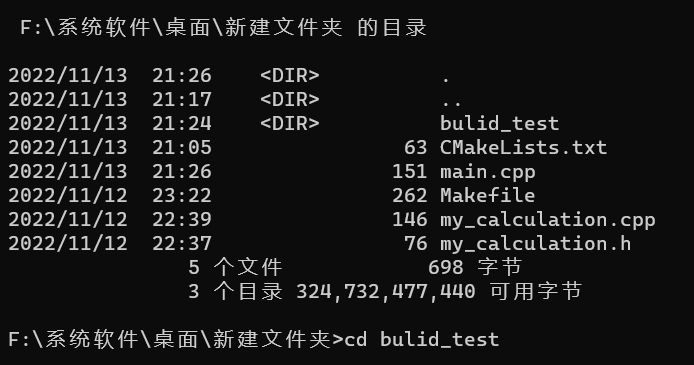 F:\系统软件\桌面\新建文件夹 的目录
2022/11/13  21:26    <DIR>          .
2022/11/13  21:17    <DIR>          ..
2022/11/13  21:24    <DIR>          bulid_test
2022/11/13  21:05                63 CMakeLists.txt
2022/11/13  21:26               151 main.cpp
2022/11/12  23:22               262 Makefile
2022/11/12  22:39               146 my_calculation.cpp
2022/11/12  22:37                76 my_calculation.h
5 个文件            698 字节
3 个目录 324,732,477,440 可用字节
F:\系统软件\桌面\新建文件夹>cd bulid_test